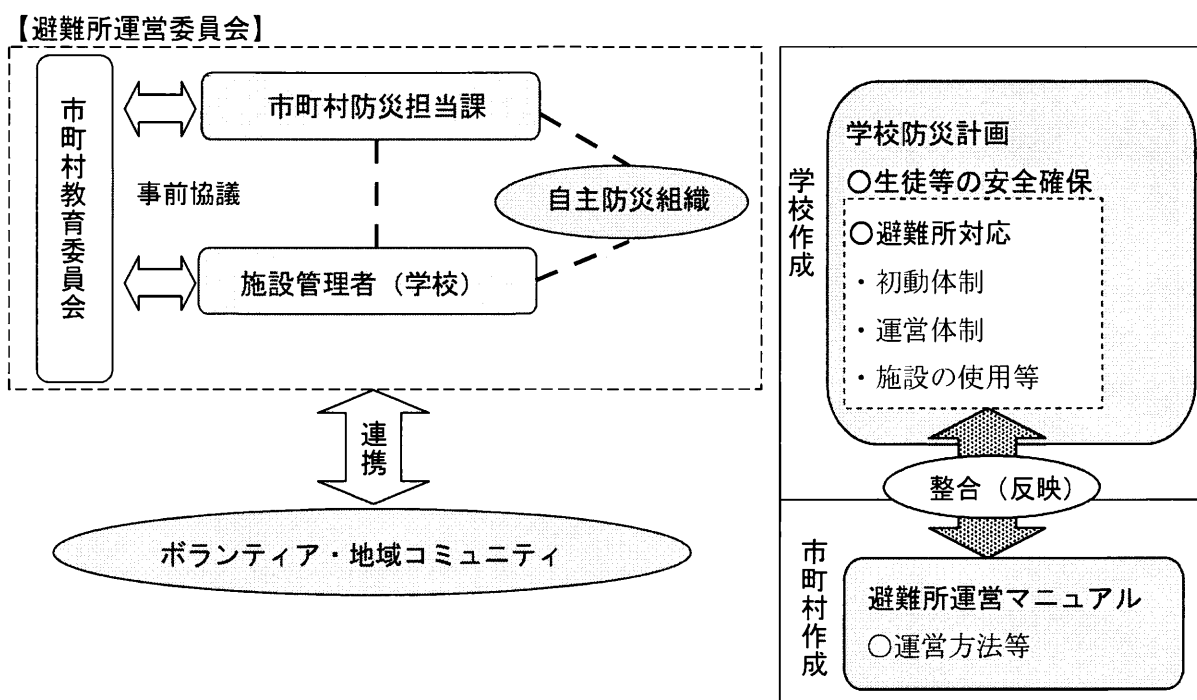 【避難所運営委員会】
市町村教育委員会
市町村防災担当課
事前協議
自主防災組織
施設管理者（学校）
連携
ボランティア・地域コミュニティ
学校作成
学校防災計画
○生徒等の安全確保
○避難所対応
・初動体制
・運営体制
・施設の使用等
整合（反映）
市町村作成
避難所運営マニュアル
○運営方法等